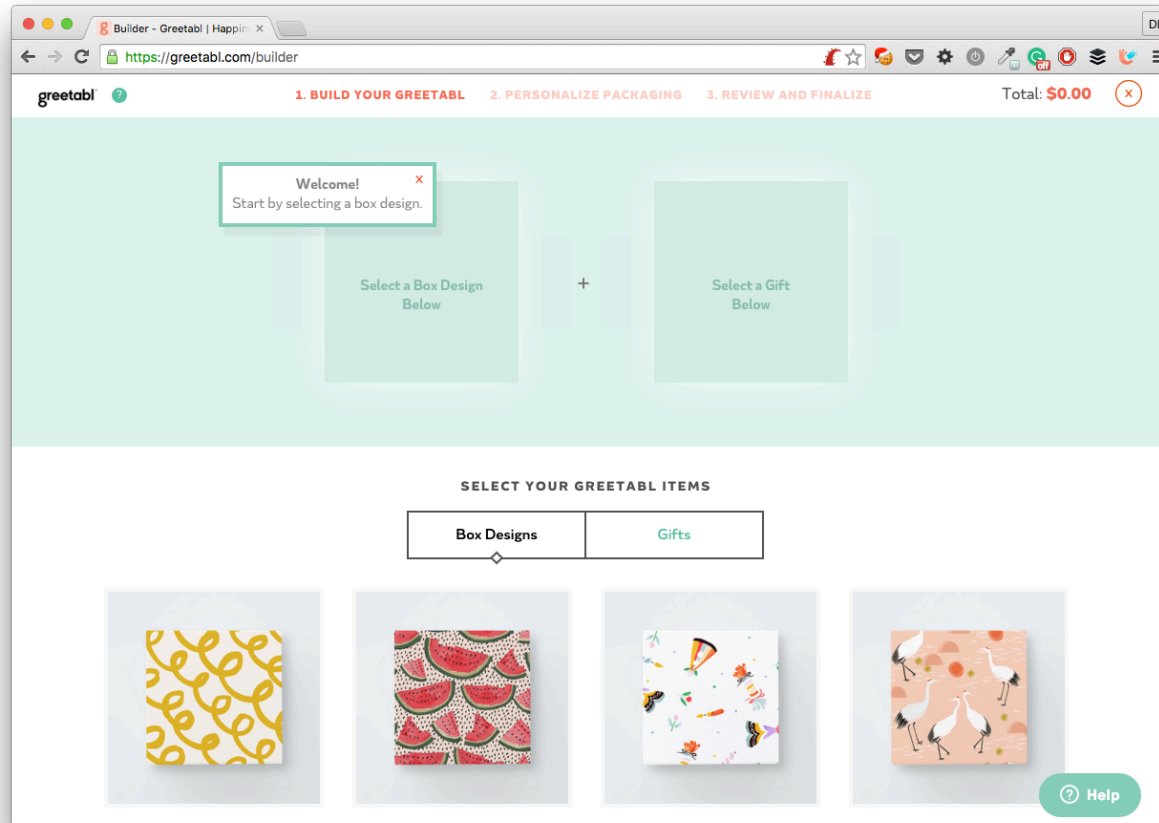 Builder - Greetabl | Happin
https://greetabl.com/builder
off
greetabl
?
1. BUILD YOUR GREETABL
2. PERSONALIZE PACKAGING
3. REVIEW AND FINALIZE
Total: $0.00
x
Welcome!
x
Start by selecting a box design.
Select a Box Design
Below
+
Select a Gift
Below
SELECT YOUR GREETABL ITEMS
Box Designs
Gifts
? Help